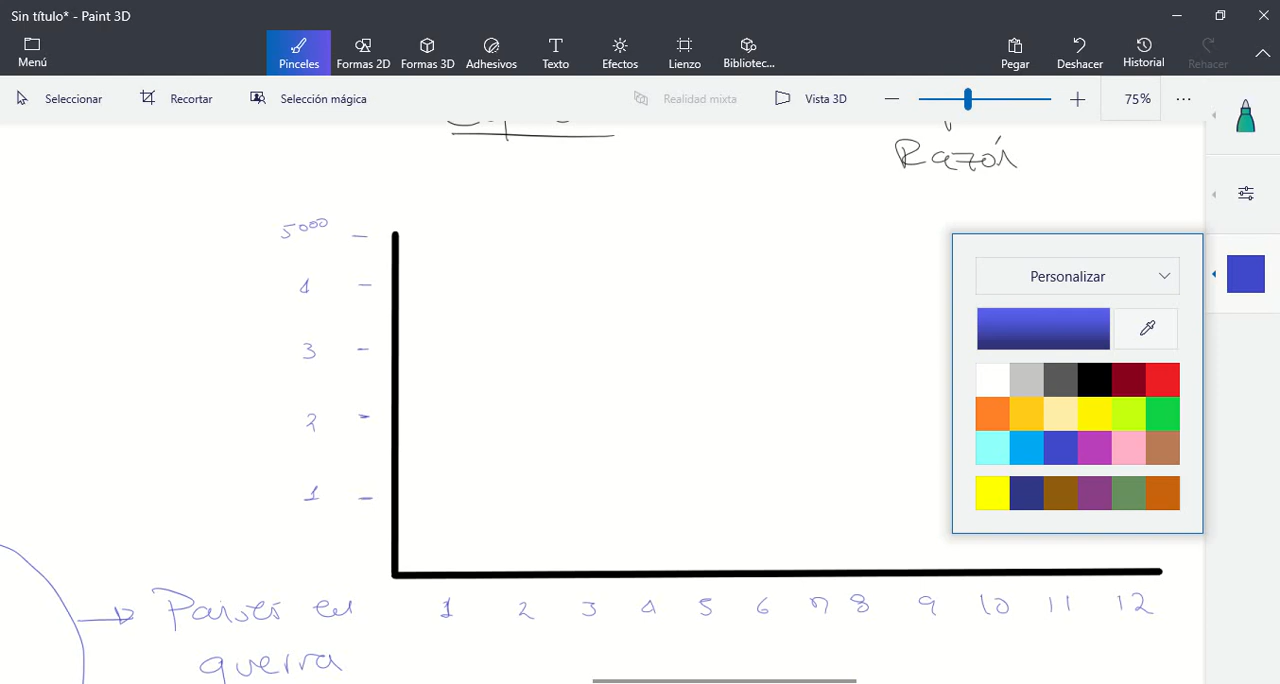 Sin título* - Paint 3D
Menú
Pinceles
Formas 2D
Formas 3D
Adhesivos
Texto
Efectos
Lienzo
Bibliotec...
Pegar
Deshacer
Historial
Rehacer
Seleccionar
Recortar
Selección mágica
Realidad mixta
Vista 3D
75%
Razón
5000
4
3
2
1
Personalizar
Paises en
guerra
1 2 3 4 5 6 7 8 9 10 11 12